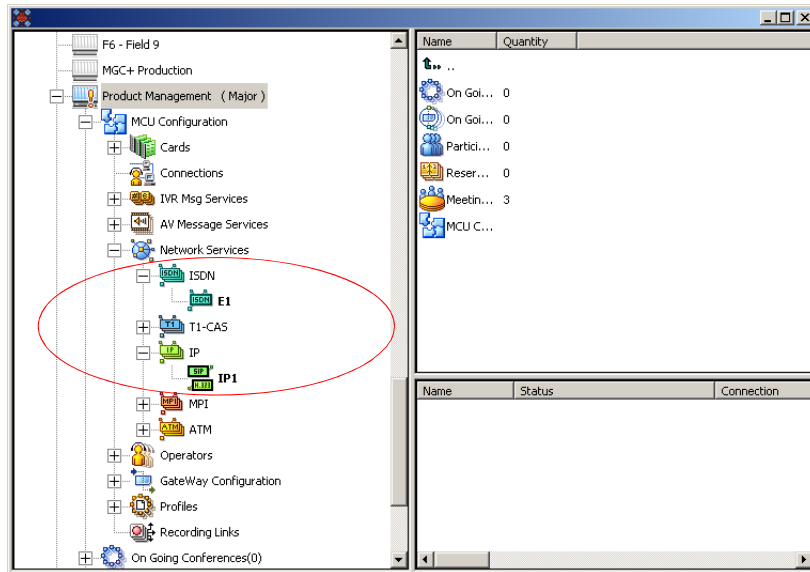 F6 - Field 9
MGC+ Production
Product Management ( Major )
MCU Configuration
Cards
Connections
IVR Msg Services
AV Message Services
Network Services
ISDN
ISDN E1
T1 T1-CAS
IP IP
SIP
H.323 IP1
MPI MPI
ATM ATM
Operators
GateWay Configuration
Profiles
Recording Links
On Going Conferences(0)
Name Quantity
..
On Goi... 0
On Goi... 0
Partici... 0
Reser... 0
Meetin... 3
MCU C...
Name Status Connection